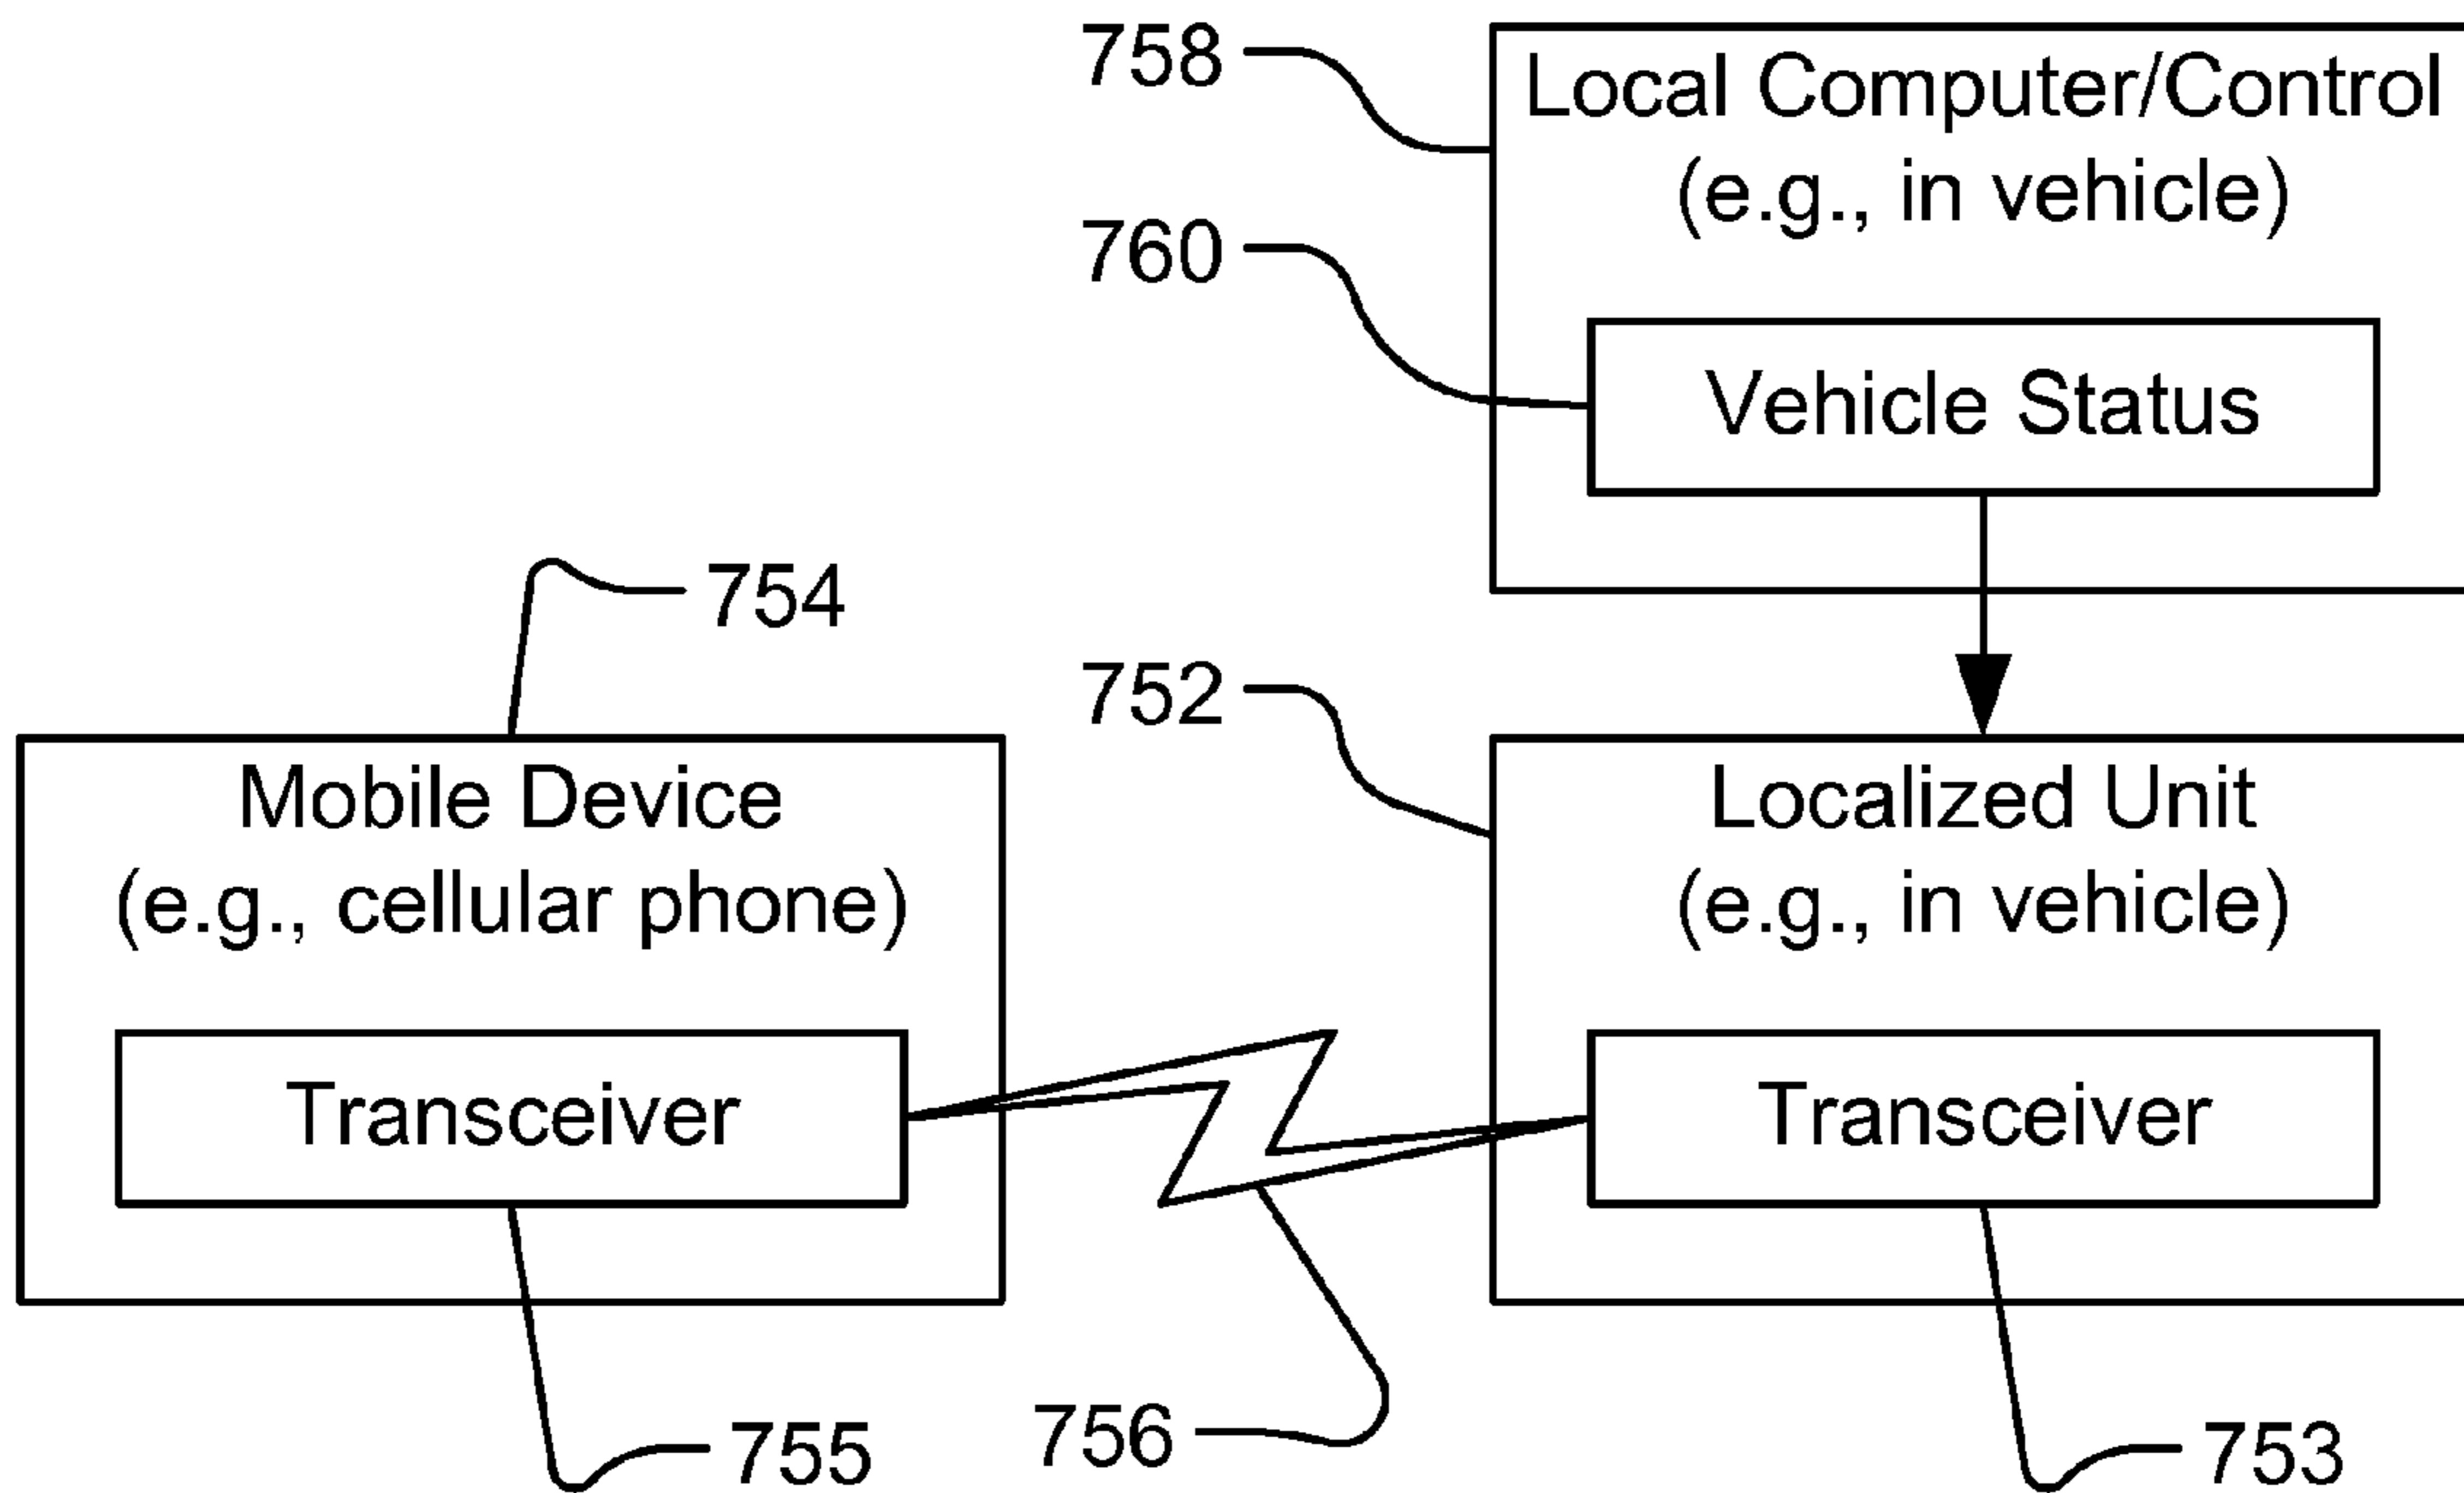 758
Local Computer/Control
(e.g., in vehicle)
760
Vehicle Status
754
752
Mobile Device
(e.g., cellular phone)
Localized Unit
(e.g., in vehicle)
Transceiver
Transceiver
755
756
753